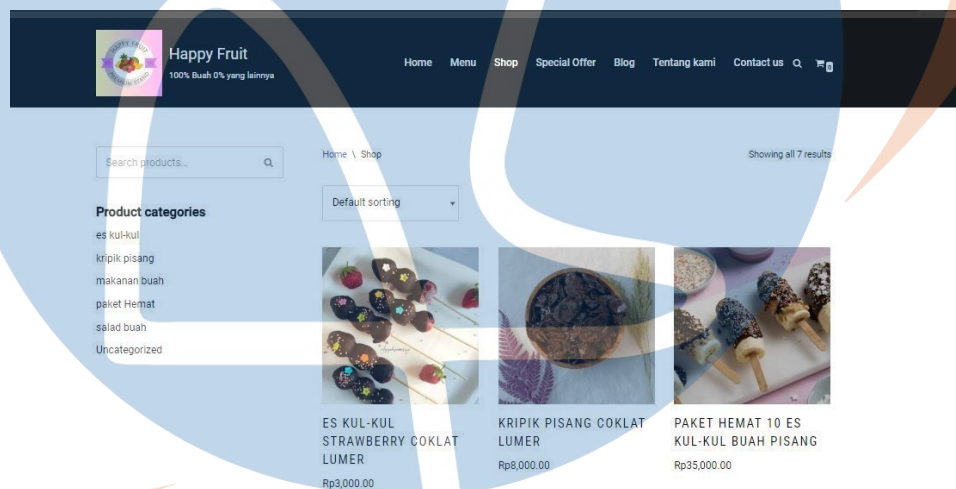 HAPPY FRUIT
Happy Fruit
100% Buah 0% yang lainnya
Home Menu Shop Special Offer Blog Tentang kami Contact us 0
Search products...
Home \ Shop
Showing all 7 results
Default sorting
Product categories
es kul-kul
kripik pisang
makanan buah
paket Hemat
salad buah
Uncategorized
ES KUL-KUL
STRAWBERRY COKLAT
LUMER
Rp3,000.00
KRIPIK PISANG COKLAT
LUMER
Rp8,000.00
PAKET HEMAT 10 ES
KUL-KUL BUAH PISANG
Rp35,000.00